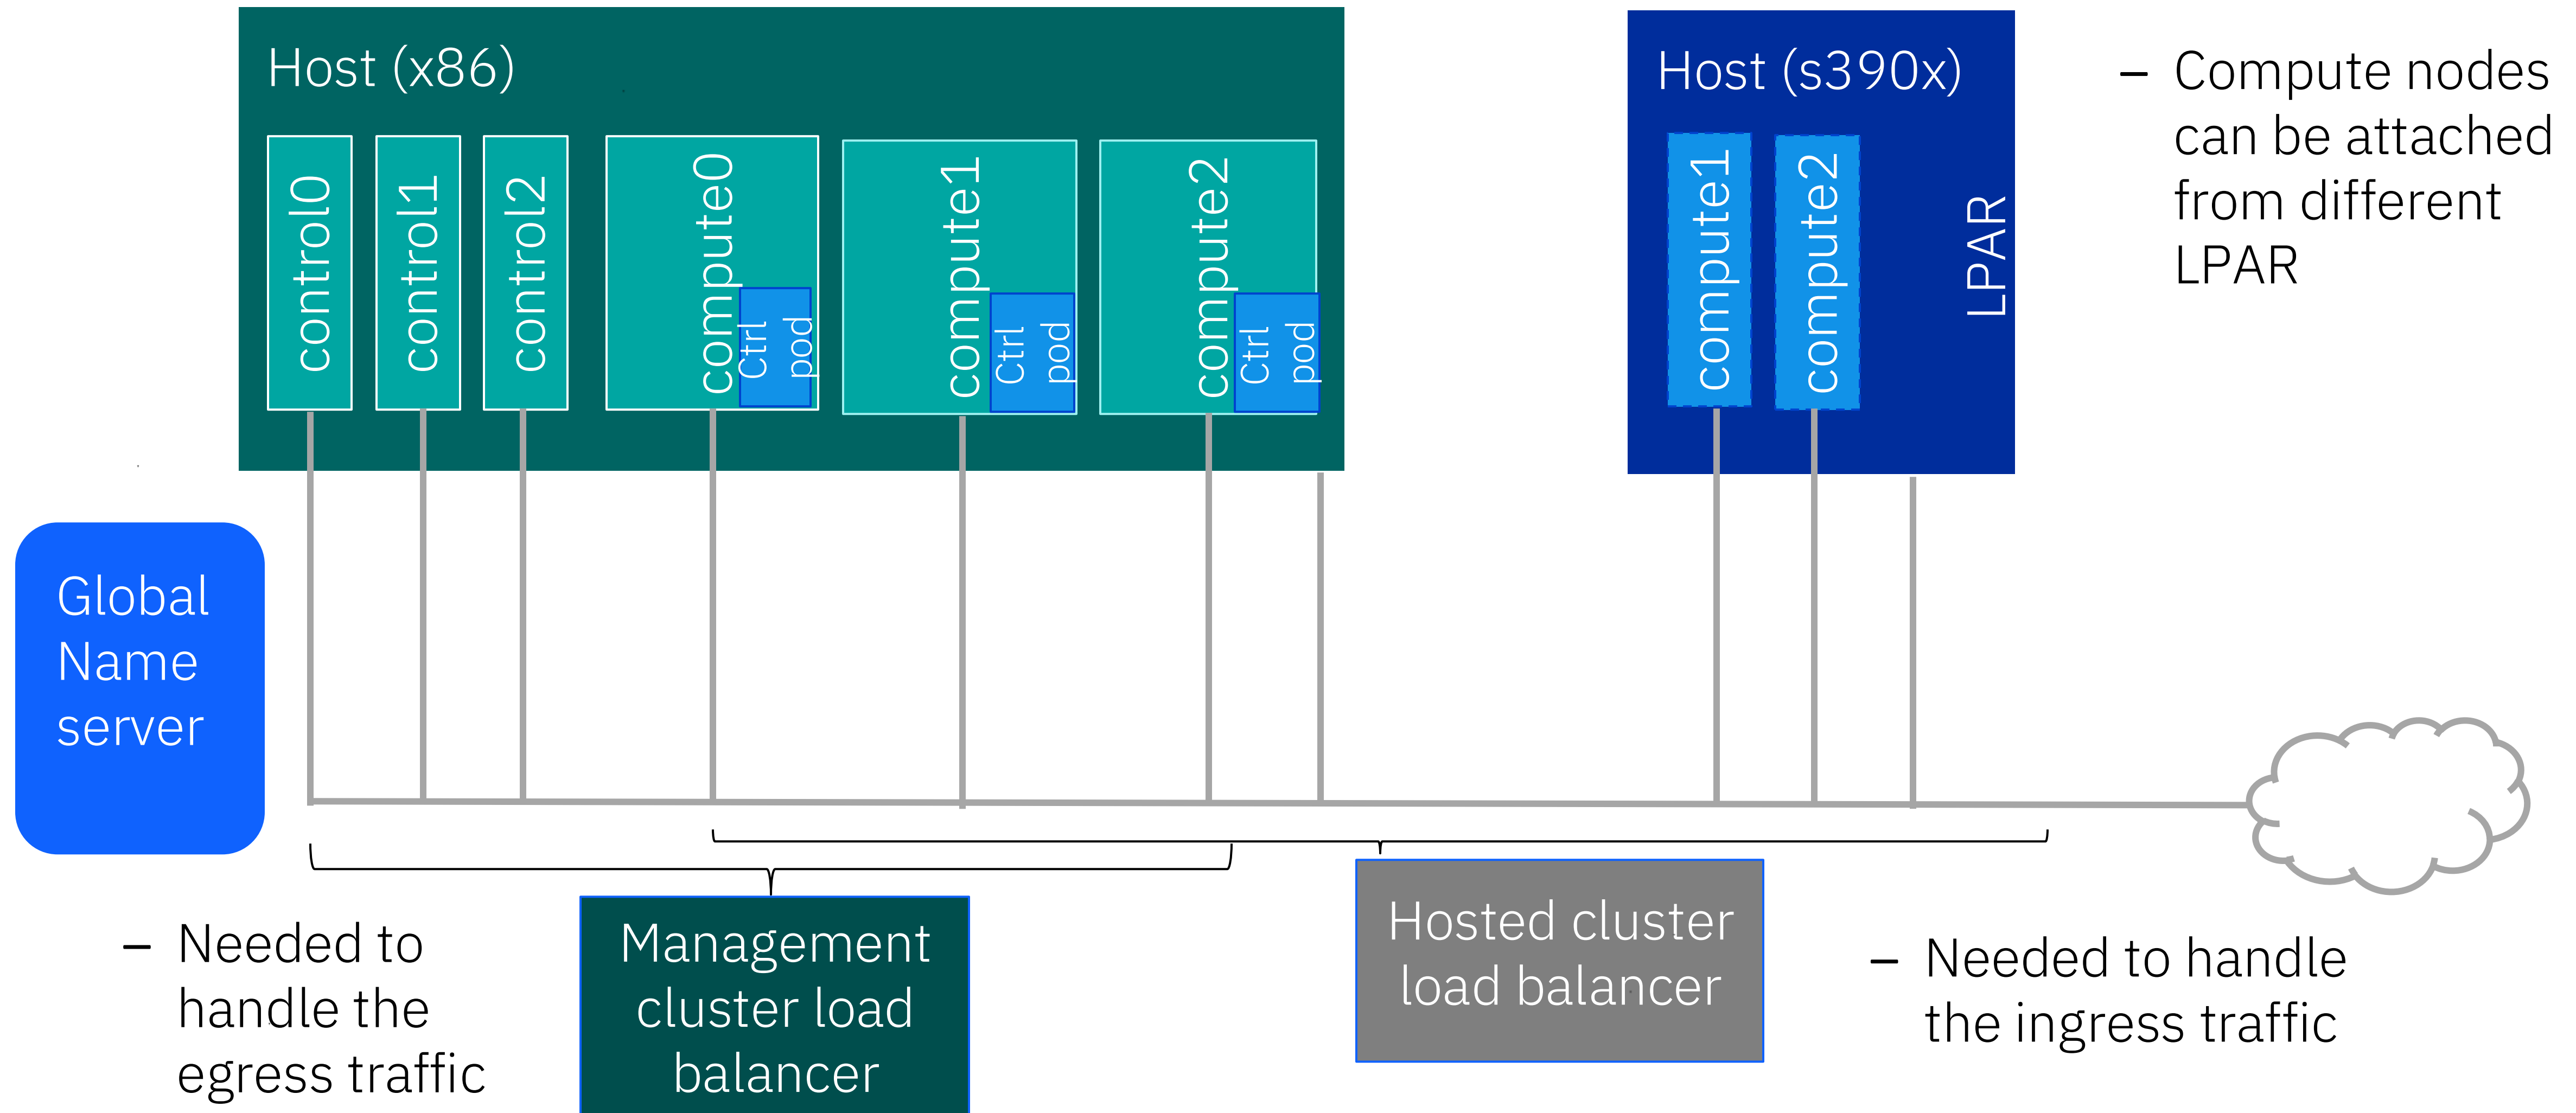 Host (x86)
control0
control1
control2
compute0
Ctrl
pod
compute1
Ctrl
pod
compute2
Ctrl
pod
Host (s390x)
compute1
compute2
LPAR
– Compute nodes
can be attached
from different
LPAR
Global
Name
server
– Needed to
handle the
egress traffic
Management
cluster load
balancer
Hosted cluster
load balancer
– Needed to handle
the ingress traffic